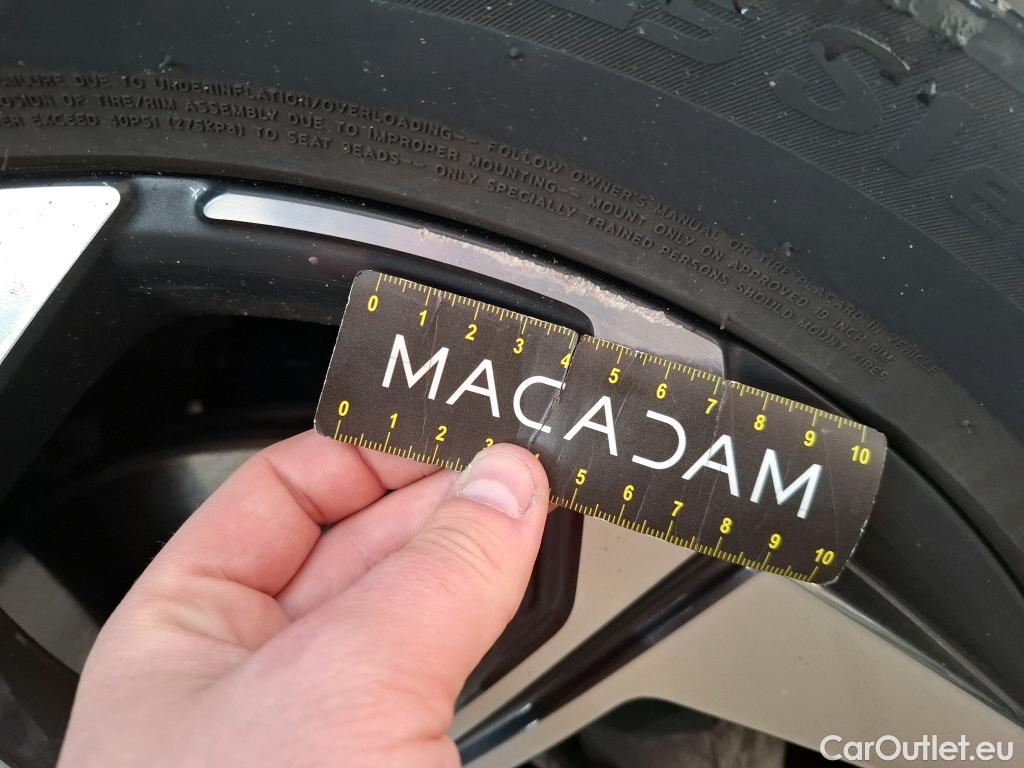 FAILURE DUE TO UNDERINFLATION/OVERLOADING-- FOLLOW OWNER'S MANUAL OR TIRE PLACARD IN VEHICLE
OF TIRE/RIM ASSEMBLY DUE TO IMPROPER MOUNTING-- MOUNT ONLY ON APPROVED 19 INCH RIM
EXCEED 40PSI (275KPa) TO SEAT BEADS-- ONLY SPECIALLY TRAINED PERSONS SHOULD MOUNT TIRES
0 1 2 3 4 5 6 7 8 9 10
MACADAM
0 1 2 3 4 5 6 7 8 9 10
CarOutlet.eu